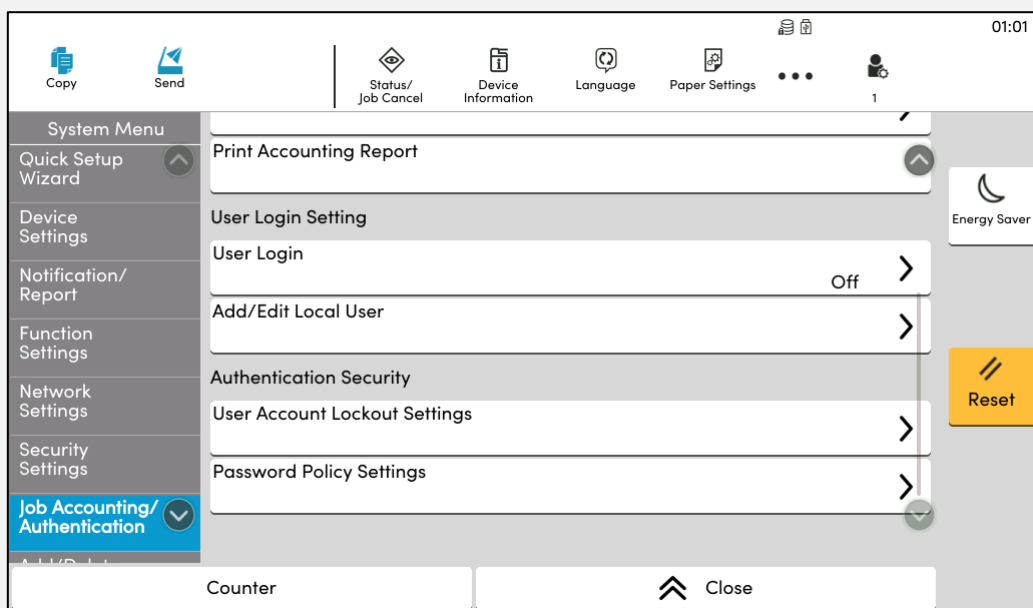 01:01
Copy
Send
Status/
Job Cancel
Device
Information
Language
Paper Settings
1
System Menu
Quick Setup
Wizard
Device
Settings
Notification/
Report
Function
Settings
Network
Settings
Security
Settings
Job Accounting/
Authentication
Print Accounting Report
User Login Setting
User Login
Off
Add/Edit Local User
Authentication Security
User Account Lockout Settings
Password Policy Settings
Energy Saver
Reset
Counter
Close